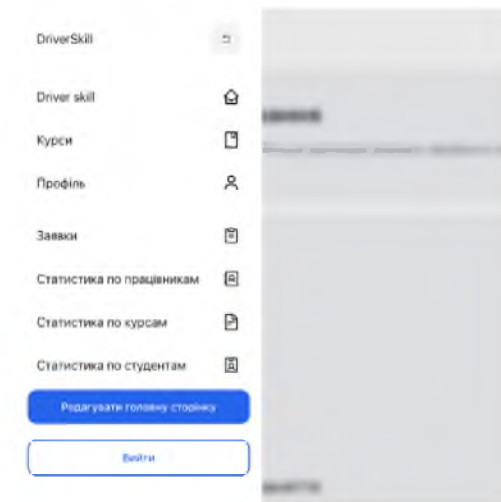 DriverSkill
Driver skill
Курси
Профіль
Заявки
Статистика по працівникам
Статистика по курсам
Статистика по студентам
Редагувати головну сторінку
Вийти